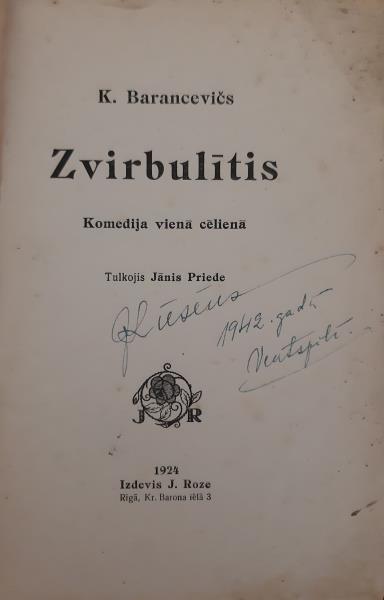 K. Barancevičs
Zvirbulītis
Komedija vienā cēlienā
Tulkojis Jānis Priede
1942. gadā
Ventspilī.
J R
1924
Izdevis J. Roze
Rīgā, Kr. Barona ielā 3